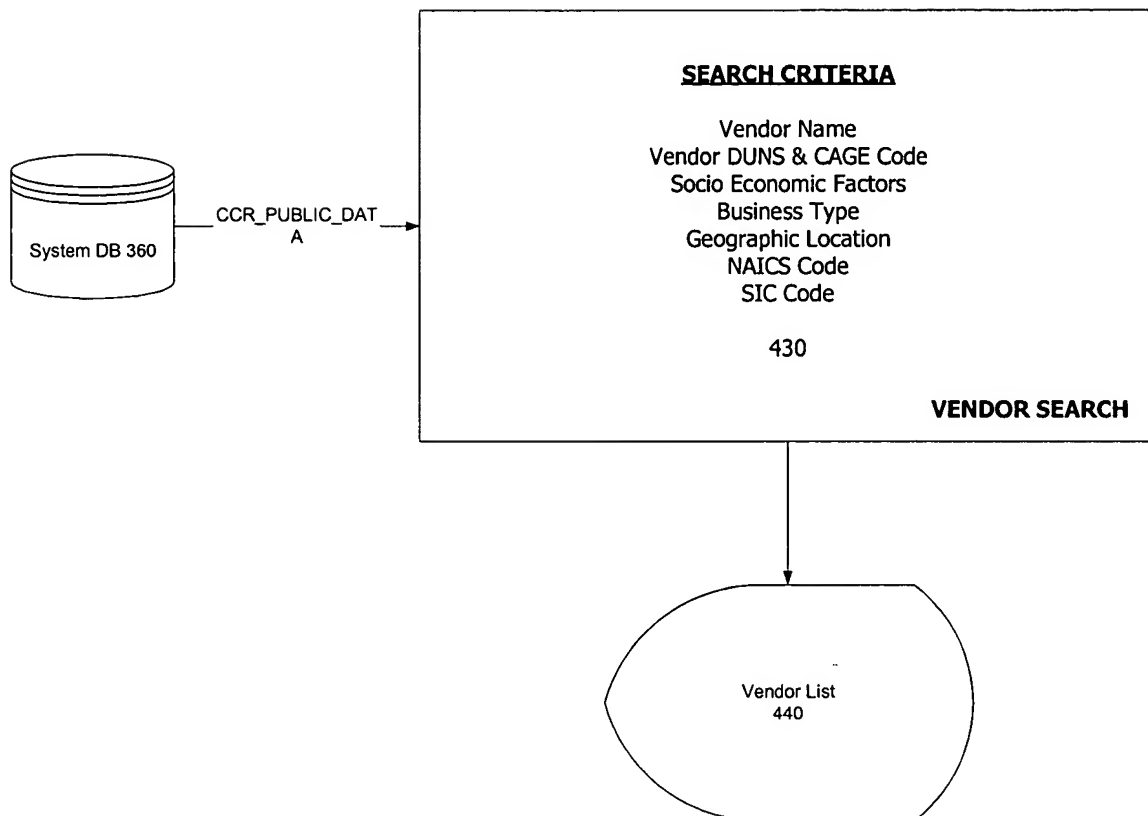 SEARCH CRITERIA
Vendor Name
Vendor DUNS & CAGE Code
Socio Economic Factors
Business Type
Geographic Location
NAICS Code
SIC Code
430
VENDOR SEARCH
System DB 360
CCR_PUBLIC_DAT
A
Vendor List
440